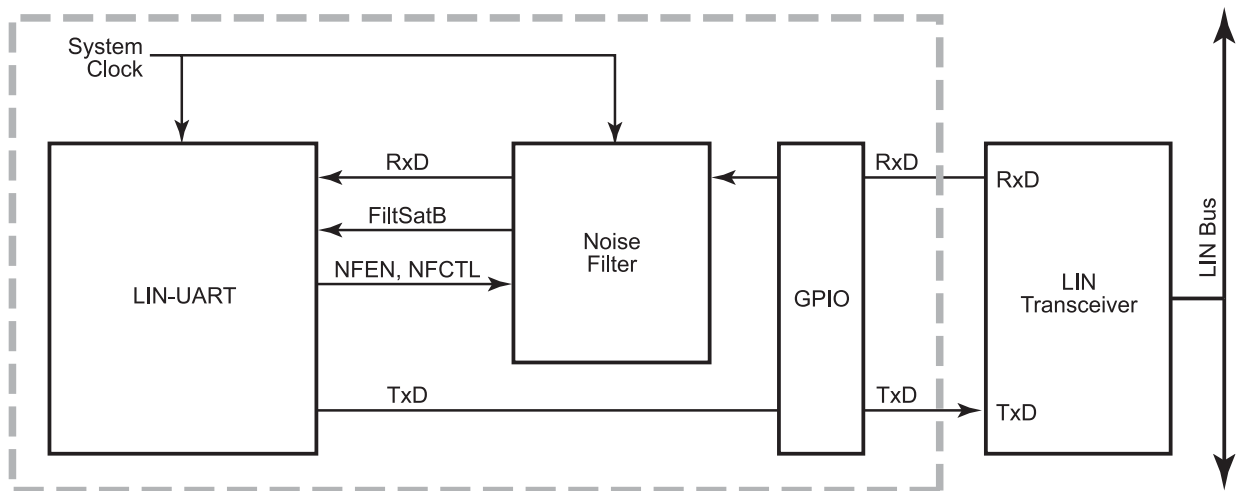 System
Clock
RxD
RxD
RxD
FiltSatB
Noise
Filter
LIN Bus
NFEN, NFCTL
LIN-UART
GPIO
LIN
Transceiver
TxD
TxD
TxD